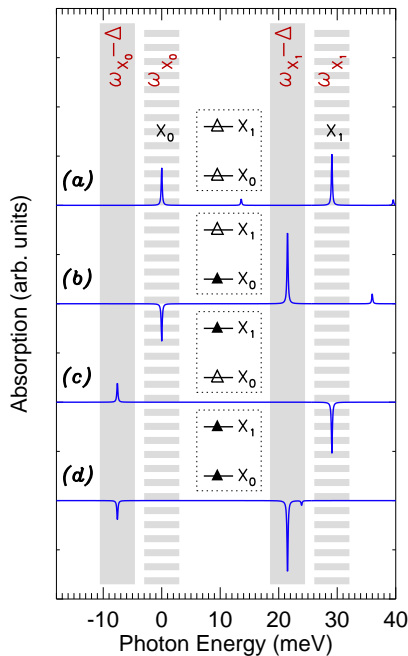 ω_{X_0}−Δ
ω_{X_0}
ω_{X_1}−Δ
ω_{X_1}
X_0
X_1
X_1
X_0
(a)
X_1
X_0
(b)
X_1
X_0
(c)
X_1
X_0
(d)
Absorption (arb. units)
-10 0 10 20 30 40
Photon Energy (meV)